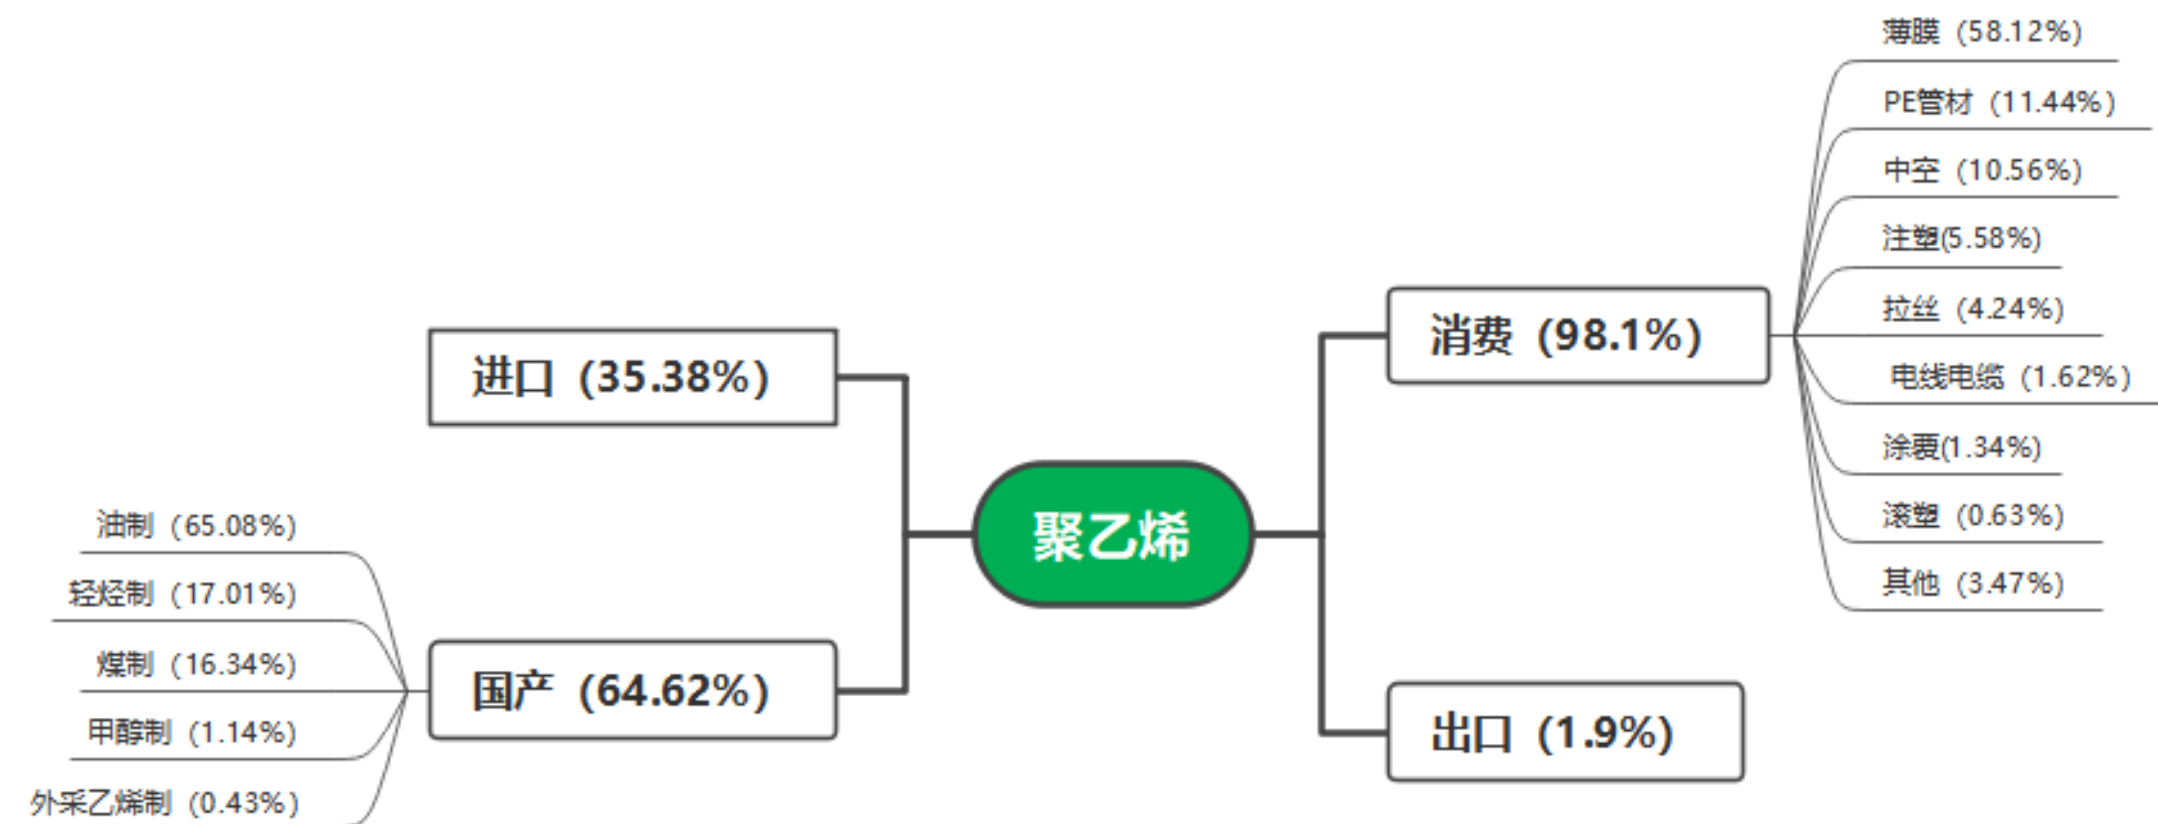 薄膜（58.12%）
PE管材（11.44%）
中空（10.56%）
注塑(5.58%)
拉丝（4.24%）
电线电缆（1.62%）
涂覆(1.34%)
滚塑（0.63%）
其他（3.47%）
消费（98.1%）
出口（1.9%）
聚乙烯
进口（35.38%）
国产（64.62%）
油制（65.08%）
轻烃制（17.01%）
煤制（16.34%）
甲醇制（1.14%）
外采乙烯制（0.43%）